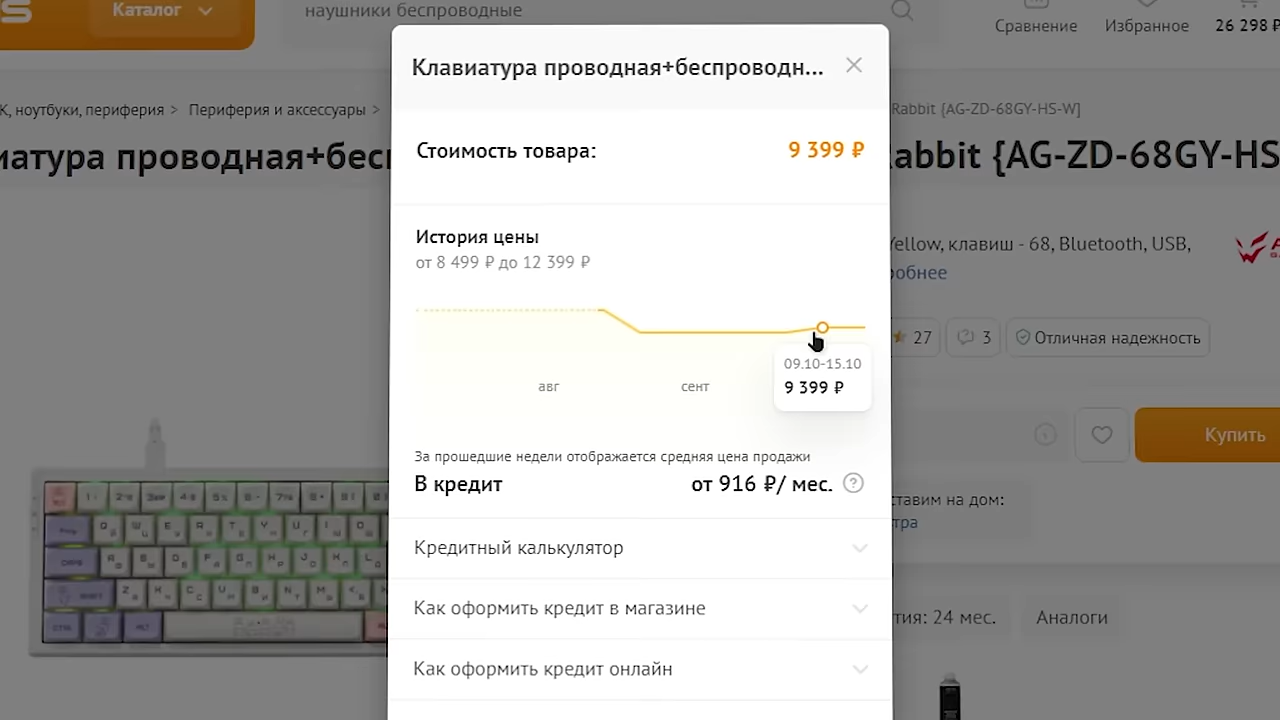 S
Каталог
наушники беспроводные
Сравнение
Избранное
26 298 ₽
К, ноутбуки, периферия >
Периферия и аксессуары >
Rabbit {AG-ZD-68GY-HS-W]
иатура проводная+бесп
Rabbit {AG-ZD-68GY-HS
Клавиатура проводная+беспроводн...
Стоимость товара:
9 399 ₽
История цены
от 8 499 ₽ до 12 399 ₽
авг
сент
09.10-15.10
9 399 ₽
За прошедшие недели отображается средняя цена продажи
В кредит
от 916 ₽/ мес.
?
Кредитный калькулятор
Как оформить кредит в магазине
Как оформить кредит онлайн
Yellow, клавиш - 68, Bluetooth, USB,
обнее
27
3
Отличная надежность
Купить
ставим на дом:
тра
тия: 24 мес.
Аналоги